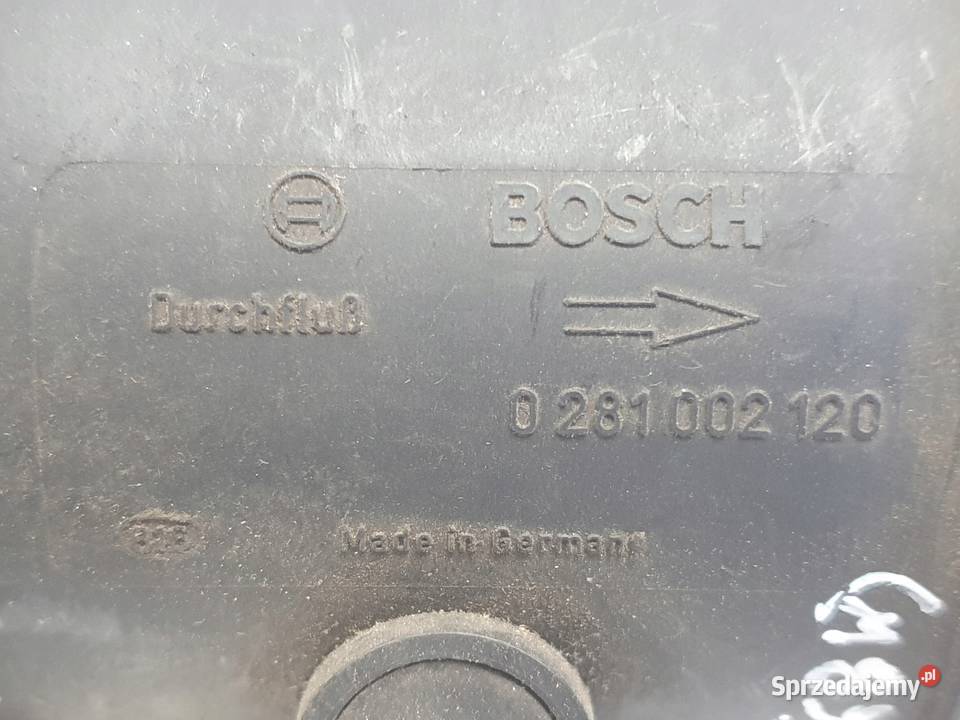 BOSCH
Durchfluß
0 281 002 120
Made in Germany
Sprzedajemy.pl